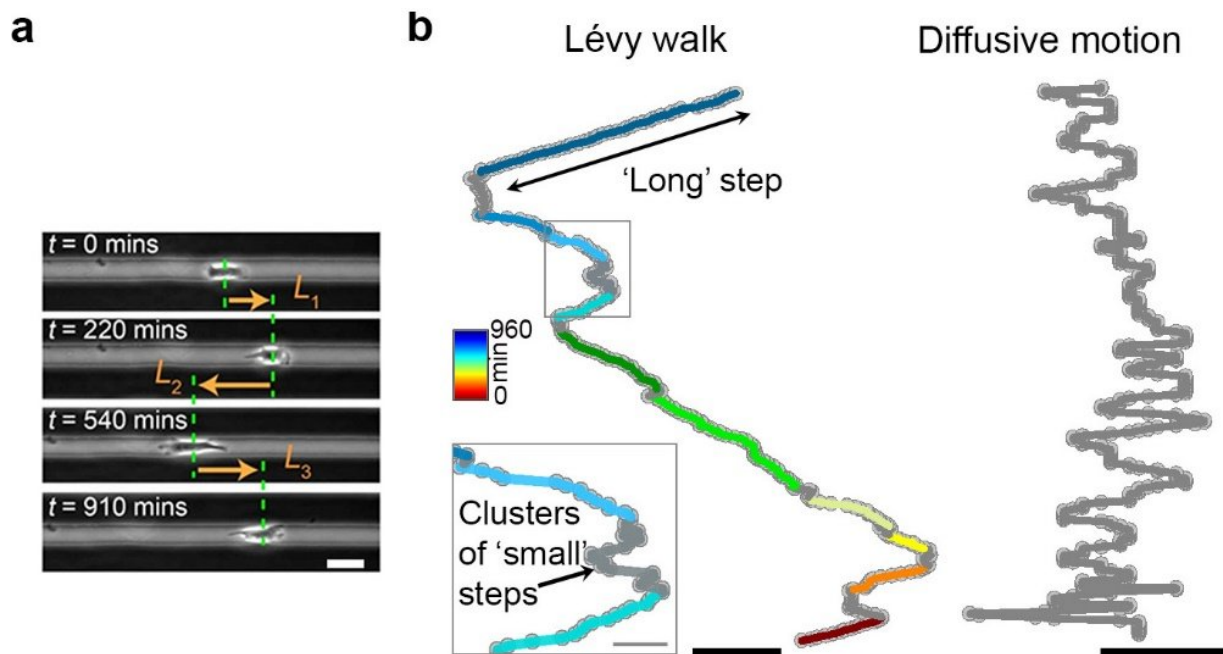 a
t = 0 mins
L1
t = 220 mins
L2
t = 540 mins
L3
t = 910 mins
b
Lévy walk
Diffusive motion
‘Long’ step
960
min
0
Clusters
of ‘small’
steps